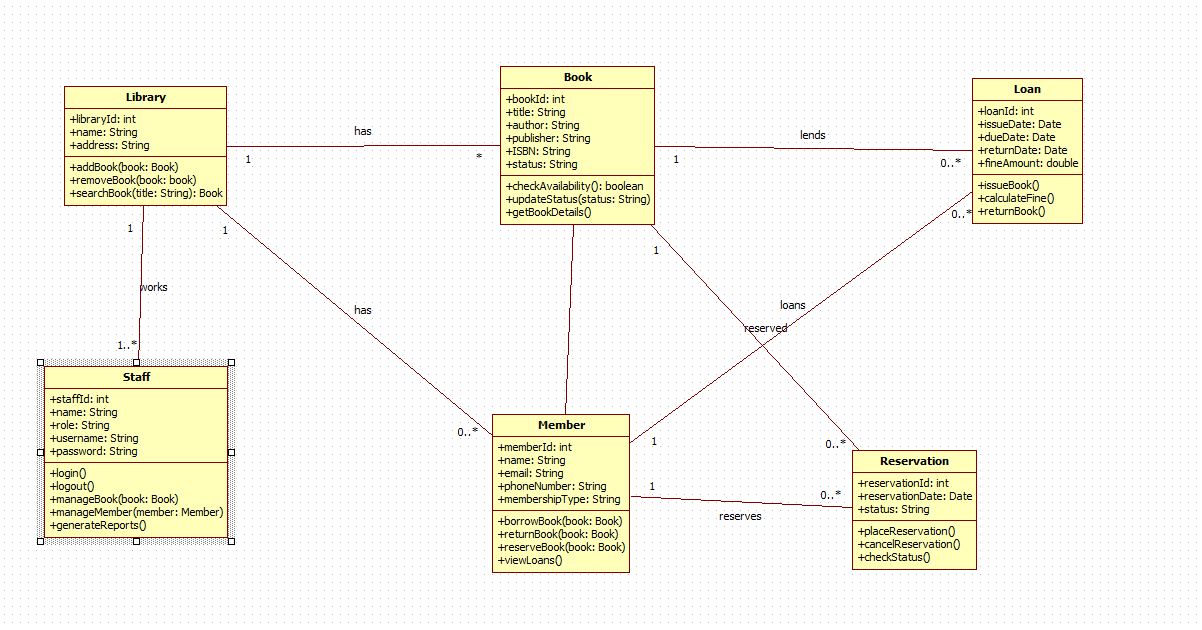 Library
+libraryId: int
+name: String
+address: String
+addBook(book: Book)
+removeBook(book: book)
+searchBook(title: String): Book
has
1
*
Book
+bookId: int
+title: String
+author: String
+publisher: String
+ISBN: String
+status: String
+checkAvailability(): boolean
+updateStatus(status: String)
+getBookDetails()
lends
1
0..*
Loan
+loanId: int
+issueDate: Date
+dueDate: Date
+returnDate: Date
+fineAmount: double
+issueBook()
+calculateFine()
+returnBook()
1
works
1..*
1
has
0..*
1
reserved
0..*
0..*
loans
1
Staff
+staffId: int
+name: String
+role: String
+username: String
+password: String
+login()
+logout()
+manageBook(book: Book)
+manageMember(member: Member)
+generateReports()
Member
+memberId: int
+name: String
+email: String
+phoneNumber: String
+membershipType: String
+borrowBook(book: Book)
+returnBook(book: Book)
+reserveBook(book: Book)
+viewLoans()
1
reserves
0..*
Reservation
+reservationId: int
+reservationDate: Date
+status: String
+placeReservation()
+cancelReservation()
+checkStatus()